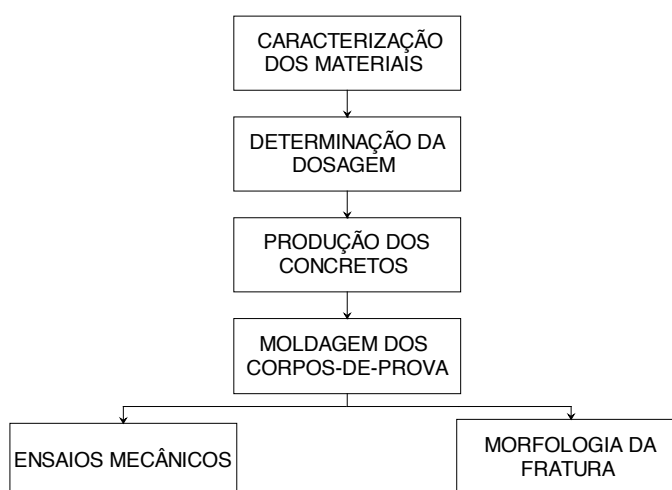 CARACTERIZAÇÃO
DOS MATERIAIS
DETERMINAÇÃO DA
DOSAGEM
PRODUÇÃO DOS
CONCRETOS
MOLDAGEM DOS
CORPOS-DE-PROVA
ENSAIOS MECÂNICOS
MORFOLOGIA DA
FRATURA